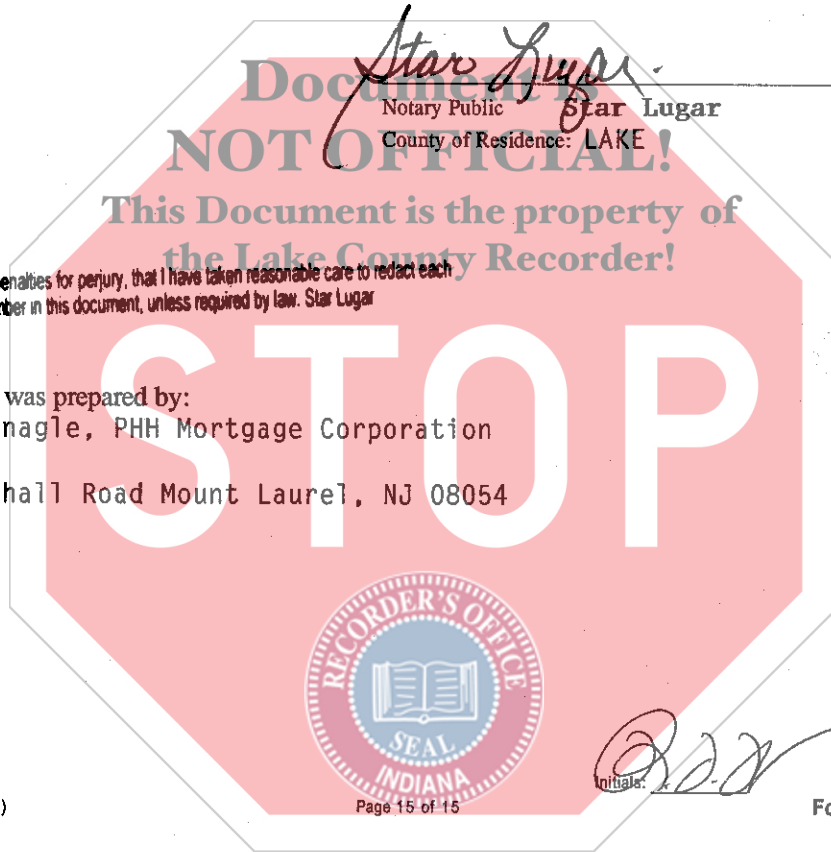 Star Lugar
Document is
Notary Public Star Lugar
NOT OFFICIAL!
County of Residence: LAKE
This Document is the property of
the Lake County Recorder!
enalties for perjury, that I have taken reasonable care to redact each
in this document, unless required by law. Star Lugar
STOP
was prepared by:
nagle, PHH Mortgage Corporation
hall Road Mount Laurel, NJ 08054
RECORDER'S OFFICE
SEAL
INDIANA
Initials:
)
Page 15 of 15
Fo